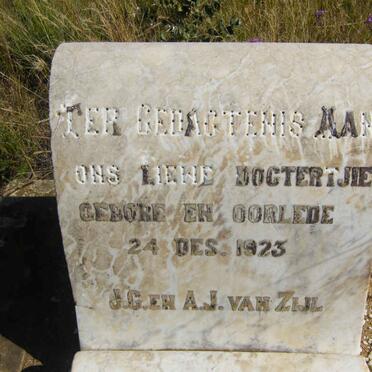 TER GEDAGTENIS AAN
ONS LIEWE DOGTERTJIE
GEBORE EN OORLEDE
24 DES. 1923
J.C. EN A.J. VAN ZIJL